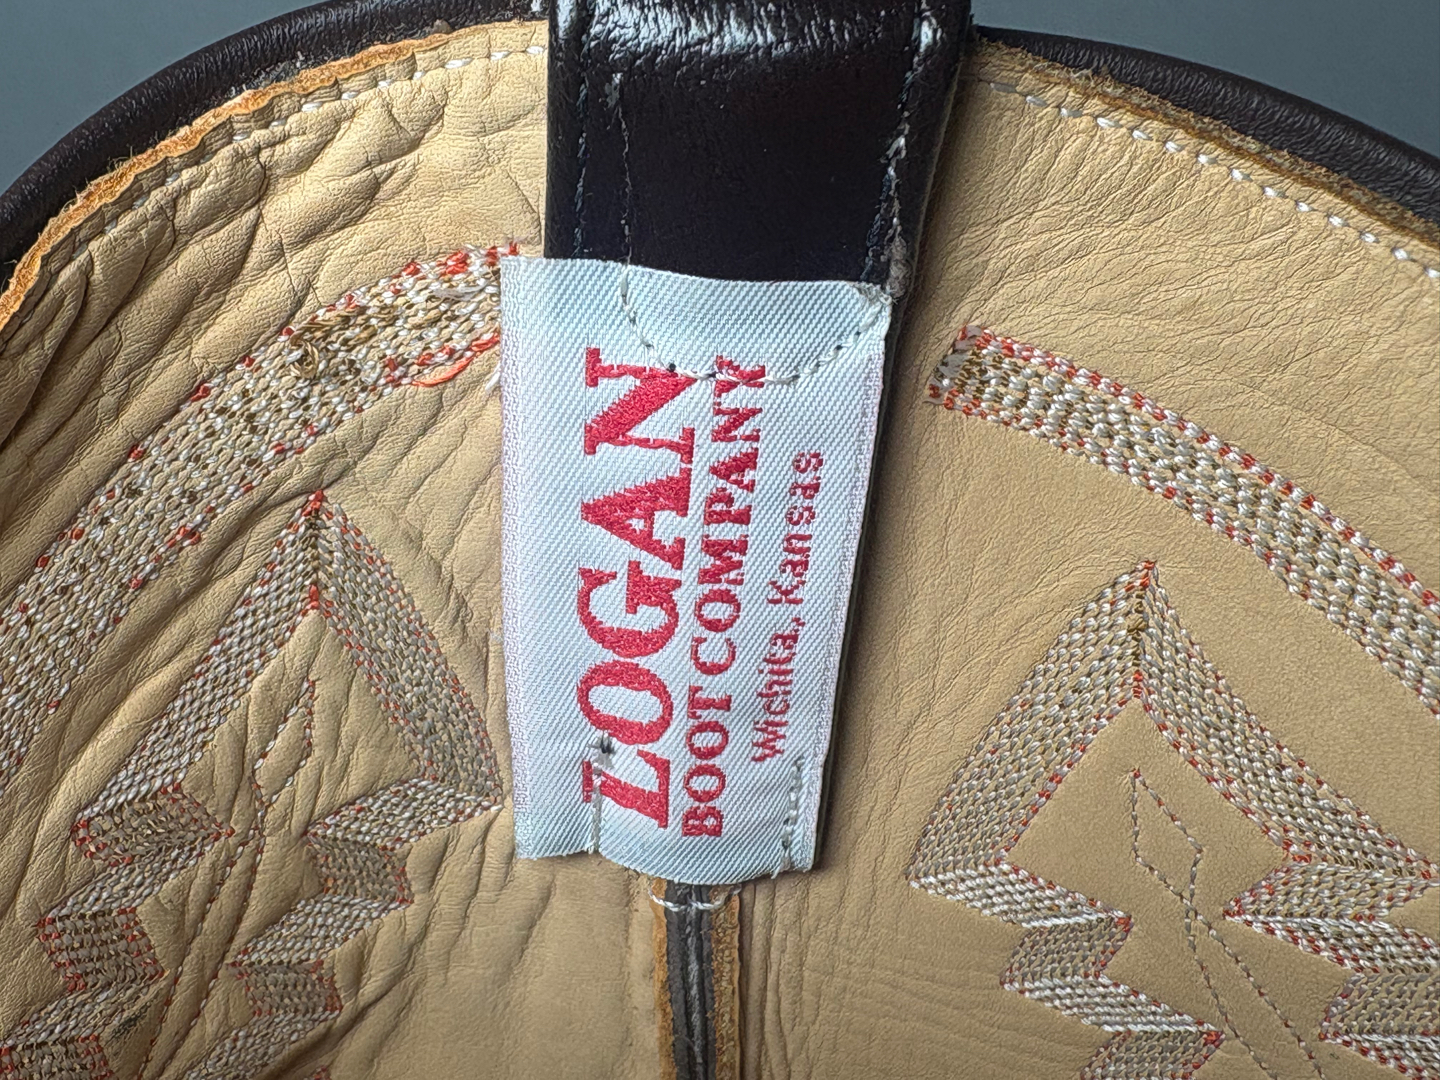 LOGAN
BOOT COMPANY
Wichita, Kansas